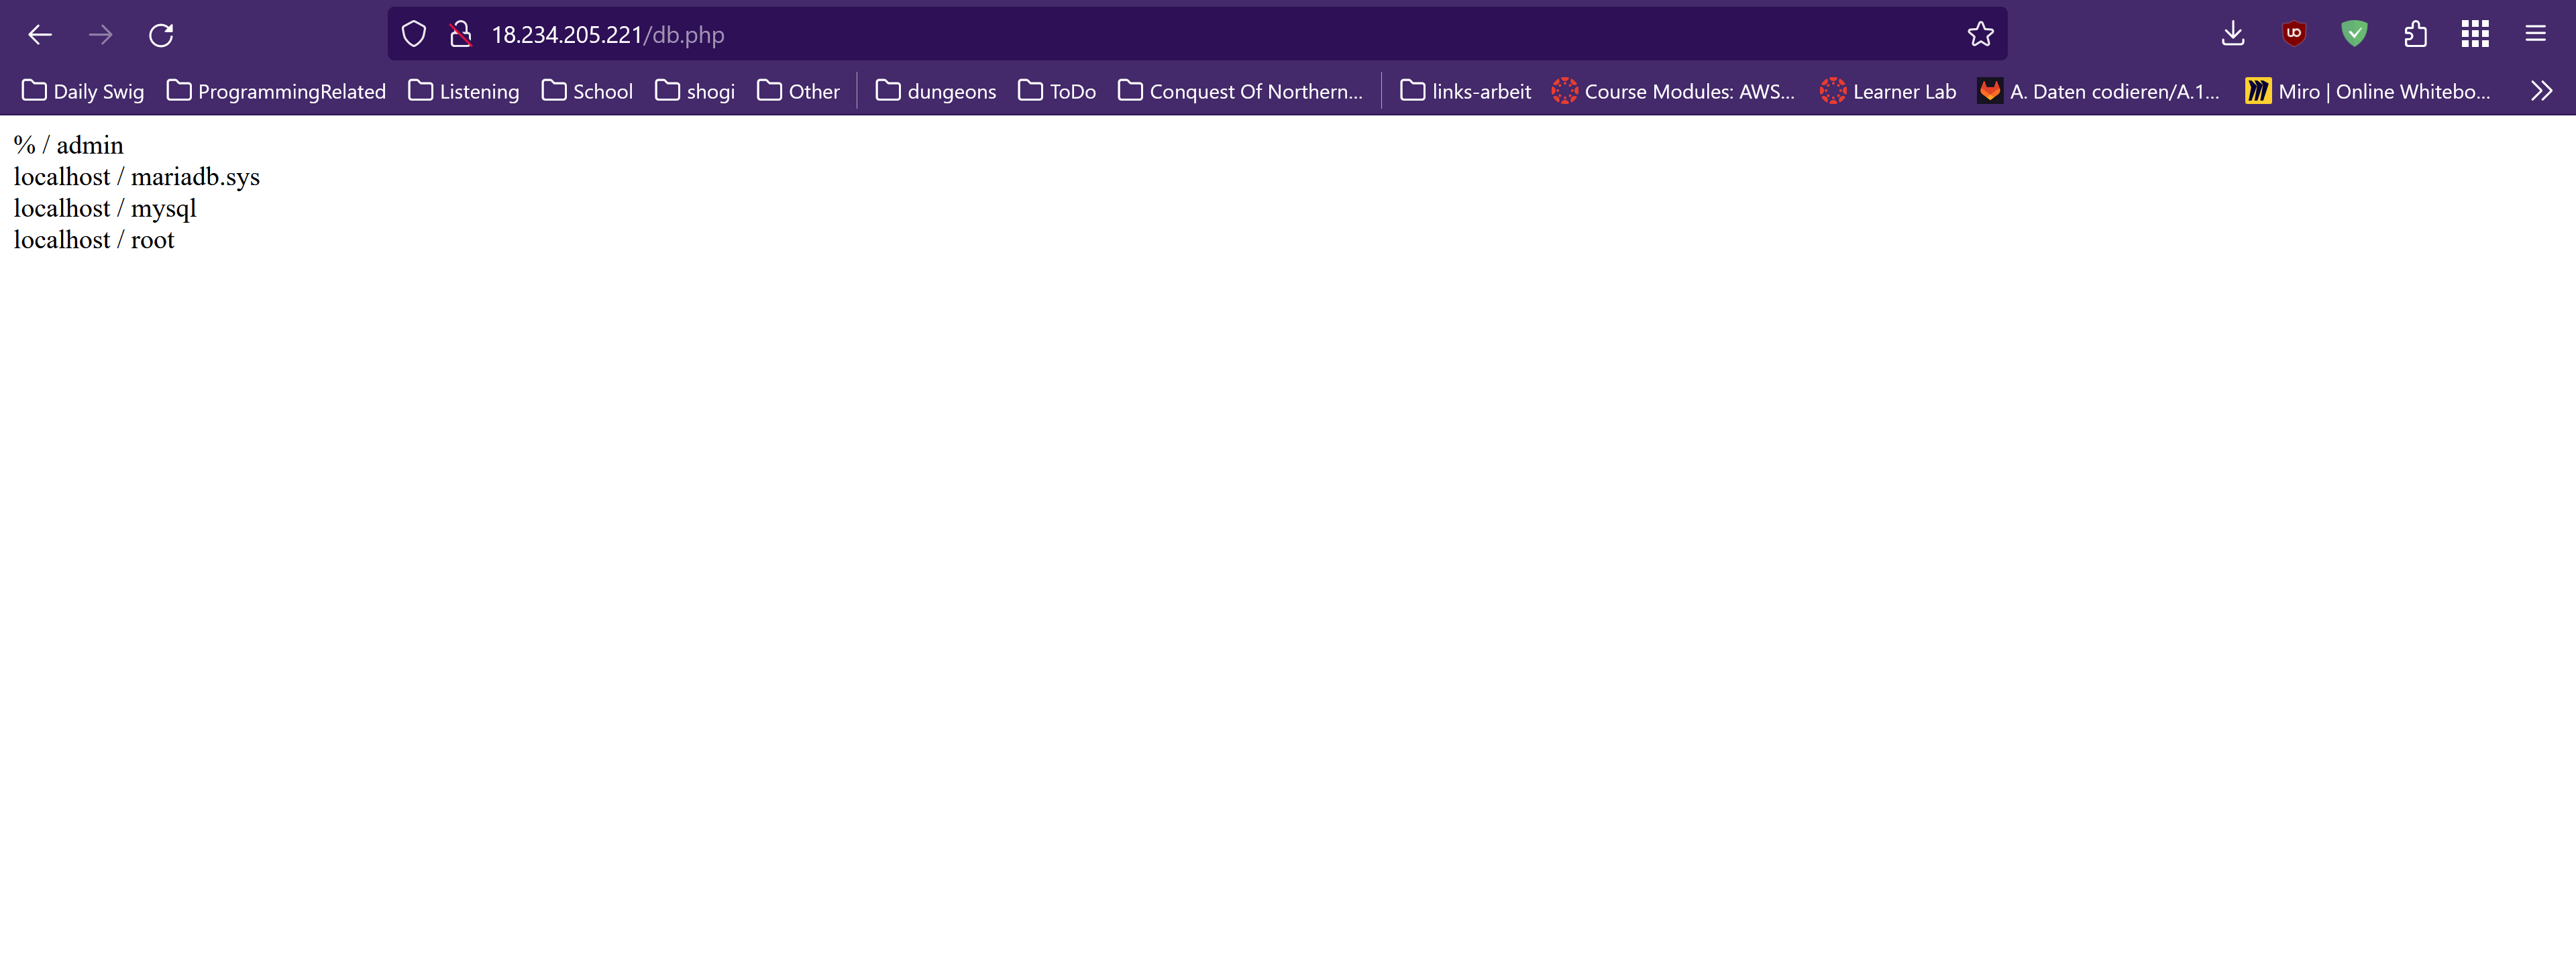 18.234.205.221/db.php
Daily Swig ProgrammingRelated Listening School shogi Other dungeons ToDo Conquest Of Northern... links-arbeit Course Modules: AWS... Learner Lab A. Daten codieren/A.1... Miro | Online Whitebo...
% / admin
localhost / mariadb.sys
localhost / mysql
localhost / root